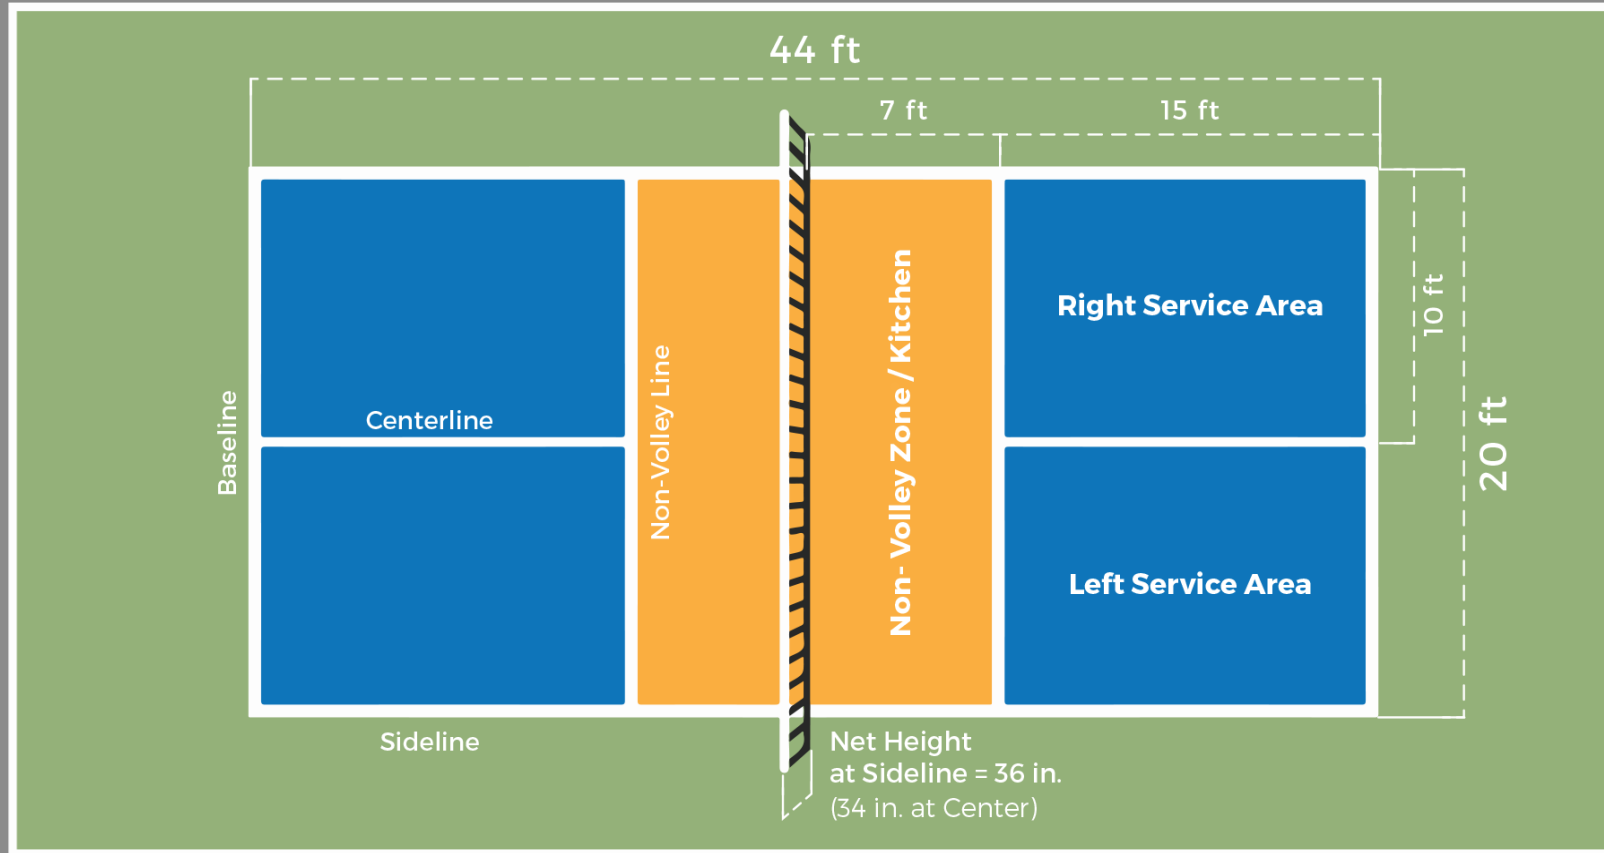 44 ft
7 ft
15 ft
Right Service Area
10 ft
20 ft
Non- Volley Zone / Kitchen
Non-Volley Line
Centerline
Baseline
Left Service Area
Sideline
Net Height
at Sideline = 36 in.
(34 in. at Center)